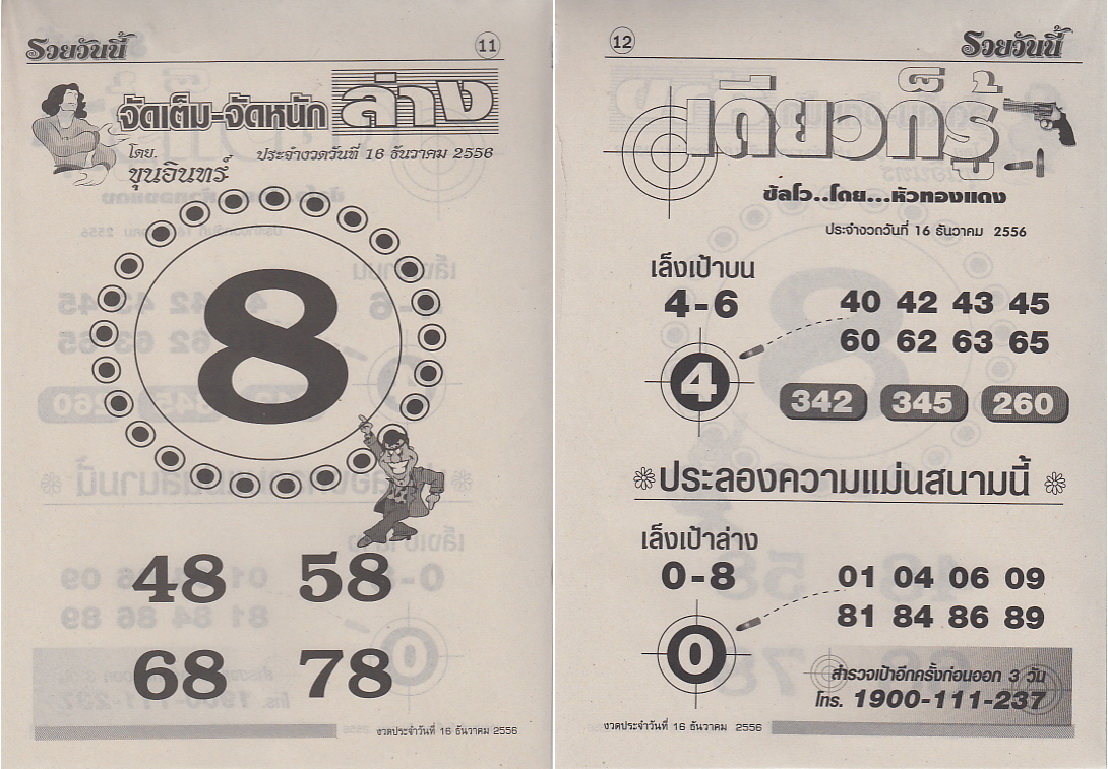 รวยวันนี้
11
จัดเต็ม-จัดหนัก ล่าง
โดย.
ขุนอินทร์
ประจำงวดวันที่ 16 ธันวาคม 2556
8
48 58
68 78
งวดประจำวันที่ 16 ธันวาคม 2556
12
รวยวันนี้
เดี๋ยวก็รู้
ซัลโว..โดย...หัวทองแดง
ประจำงวดวันที่ 16 ธันวาคม 2556
เล็งเป้าบน
4-6
40 42 43 45
60 62 63 65
4
342 345 260
ประลองความแม่นสนามนี้
เล็งเป้าล่าง
0-8
01 04 06 09
81 84 86 89
0
สำรวจเป้าอีกครั้งก่อนออก 3 วัน
โทร. 1900-111-237
งวดประจำวันที่ 16 ธันวาคม 2556